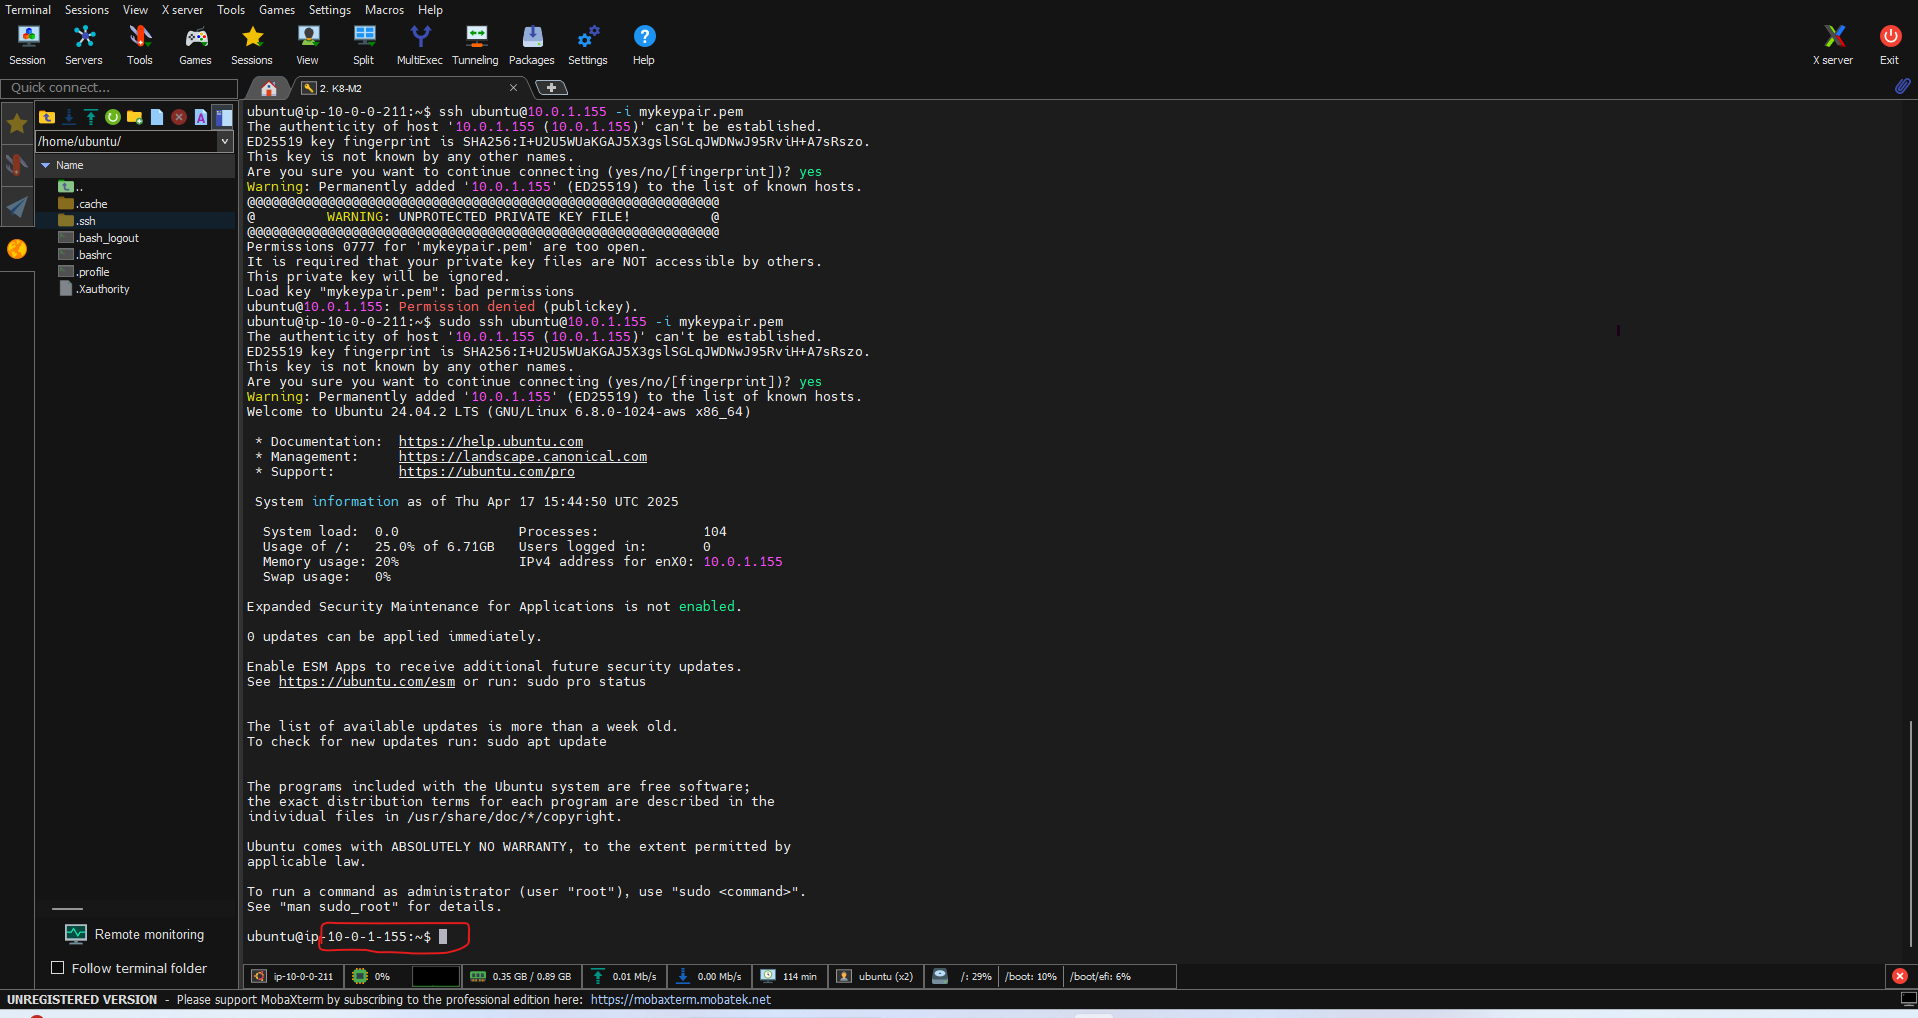 Terminal Sessions View X server Tools Games Settings Macros Help
Session Servers Tools Games Sessions View Split MultiExec Tunneling Packages Settings Help X server Exit
Quick connect...
2. K8-M2
/home/ubuntu/
Name
..
.cache
.ssh
.bash_logout
.bashrc
.profile
.Xauthority
ubuntu@ip-10-0-0-211:~$ ssh ubuntu@10.0.1.155 -i mykeypair.pem
The authenticity of host '10.0.1.155 (10.0.1.155)' can't be established.
ED25519 key fingerprint is SHA256:I+U2U5WUaKGAJ5X3gslSGLqJWDNwJ95RviH+A7sRszo.
This key is not known by any other names.
Are you sure you want to continue connecting (yes/no/[fingerprint])? yes
Warning: Permanently added '10.0.1.155' (ED25519) to the list of known hosts.
@@@@@@@@@@@@@@@@@@@@@@@@@@@@@@@@@@@@@@@@@@@@@@@@@@@@@@@@@@@
@         WARNING: UNPROTECTED PRIVATE KEY FILE!          @
@@@@@@@@@@@@@@@@@@@@@@@@@@@@@@@@@@@@@@@@@@@@@@@@@@@@@@@@@@@
Permissions 0777 for 'mykeypair.pem' are too open.
It is required that your private key files are NOT accessible by others.
This private key will be ignored.
Load key "mykeypair.pem": bad permissions
ubuntu@10.0.1.155: Permission denied (publickey).
ubuntu@ip-10-0-0-211:~$ sudo ssh ubuntu@10.0.1.155 -i mykeypair.pem
The authenticity of host '10.0.1.155 (10.0.1.155)' can't be established.
ED25519 key fingerprint is SHA256:I+U2U5WUaKGAJ5X3gslSGLqJWDNwJ95RviH+A7sRszo.
This key is not known by any other names.
Are you sure you want to continue connecting (yes/no/[fingerprint])? yes
Warning: Permanently added '10.0.1.155' (ED25519) to the list of known hosts.
Welcome to Ubuntu 24.04.2 LTS (GNU/Linux 6.8.0-1024-aws x86_64)
* Documentation:  https://help.ubuntu.com
* Management:     https://landscape.canonical.com
* Support:        https://ubuntu.com/pro
System information as of Thu Apr 17 15:44:50 UTC 2025
System load:  0.0               Processes:             104
Usage of /:   25.0% of 6.71GB   Users logged in:       0
Memory usage: 20%               IPv4 address for enX0: 10.0.1.155
Swap usage:   0%
Expanded Security Maintenance for Applications is not enabled.
0 updates can be applied immediately.
Enable ESM Apps to receive additional future security updates.
See https://ubuntu.com/esm or run: sudo pro status
The list of available updates is more than a week old.
To check for new updates run: sudo apt update
The programs included with the Ubuntu system are free software;
the exact distribution terms for each program are described in the
individual files in /usr/share/doc/*/copyright.
Ubuntu comes with ABSOLUTELY NO WARRANTY, to the extent permitted by
applicable law.
To run a command as administrator (user "root"), use "sudo <command>".
See "man sudo_root" for details.
ubuntu@ip-10-0-1-155:~$
Remote monitoring
Follow terminal folder
ip-10-0-0-211 0% 0.35 GB / 0.89 GB 0.01 Mb/s 0.00 Mb/s 114 min ubuntu (x2) /: 29% /boot: 10% /boot/efi: 6%
UNREGISTERED VERSION - Please support MobaXterm by subscribing to the professional edition here: https://mobaxterm.mobatek.net